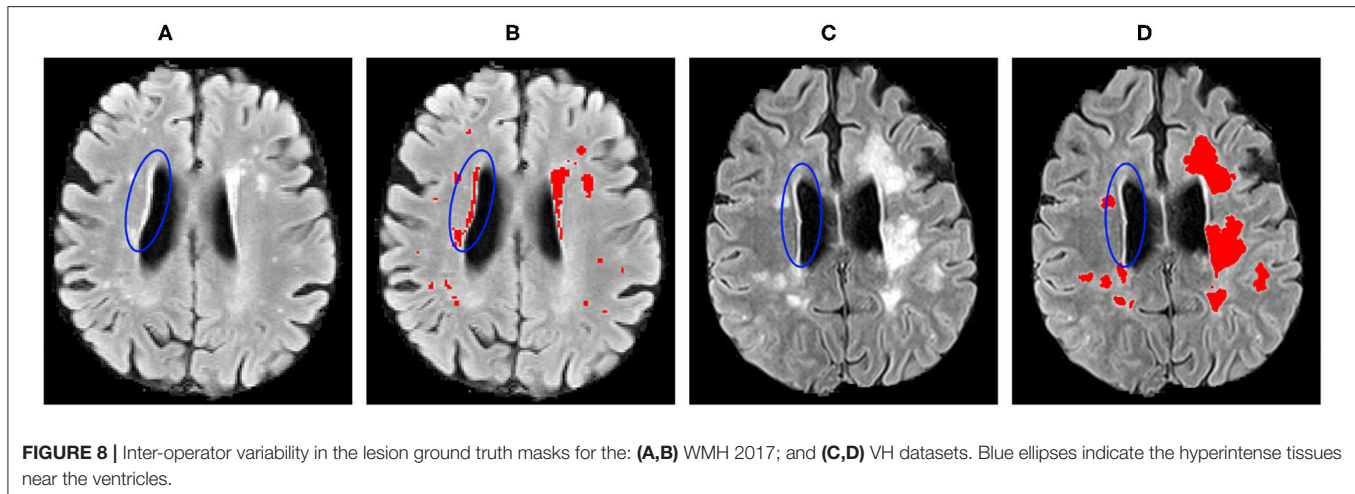 A B C D
FIGURE 8 | Inter-operator variability in the lesion ground truth masks for the: (A,B) WMH 2017; and (C,D) VH datasets. Blue ellipses indicate the hyperintense tissues
near the ventricles.